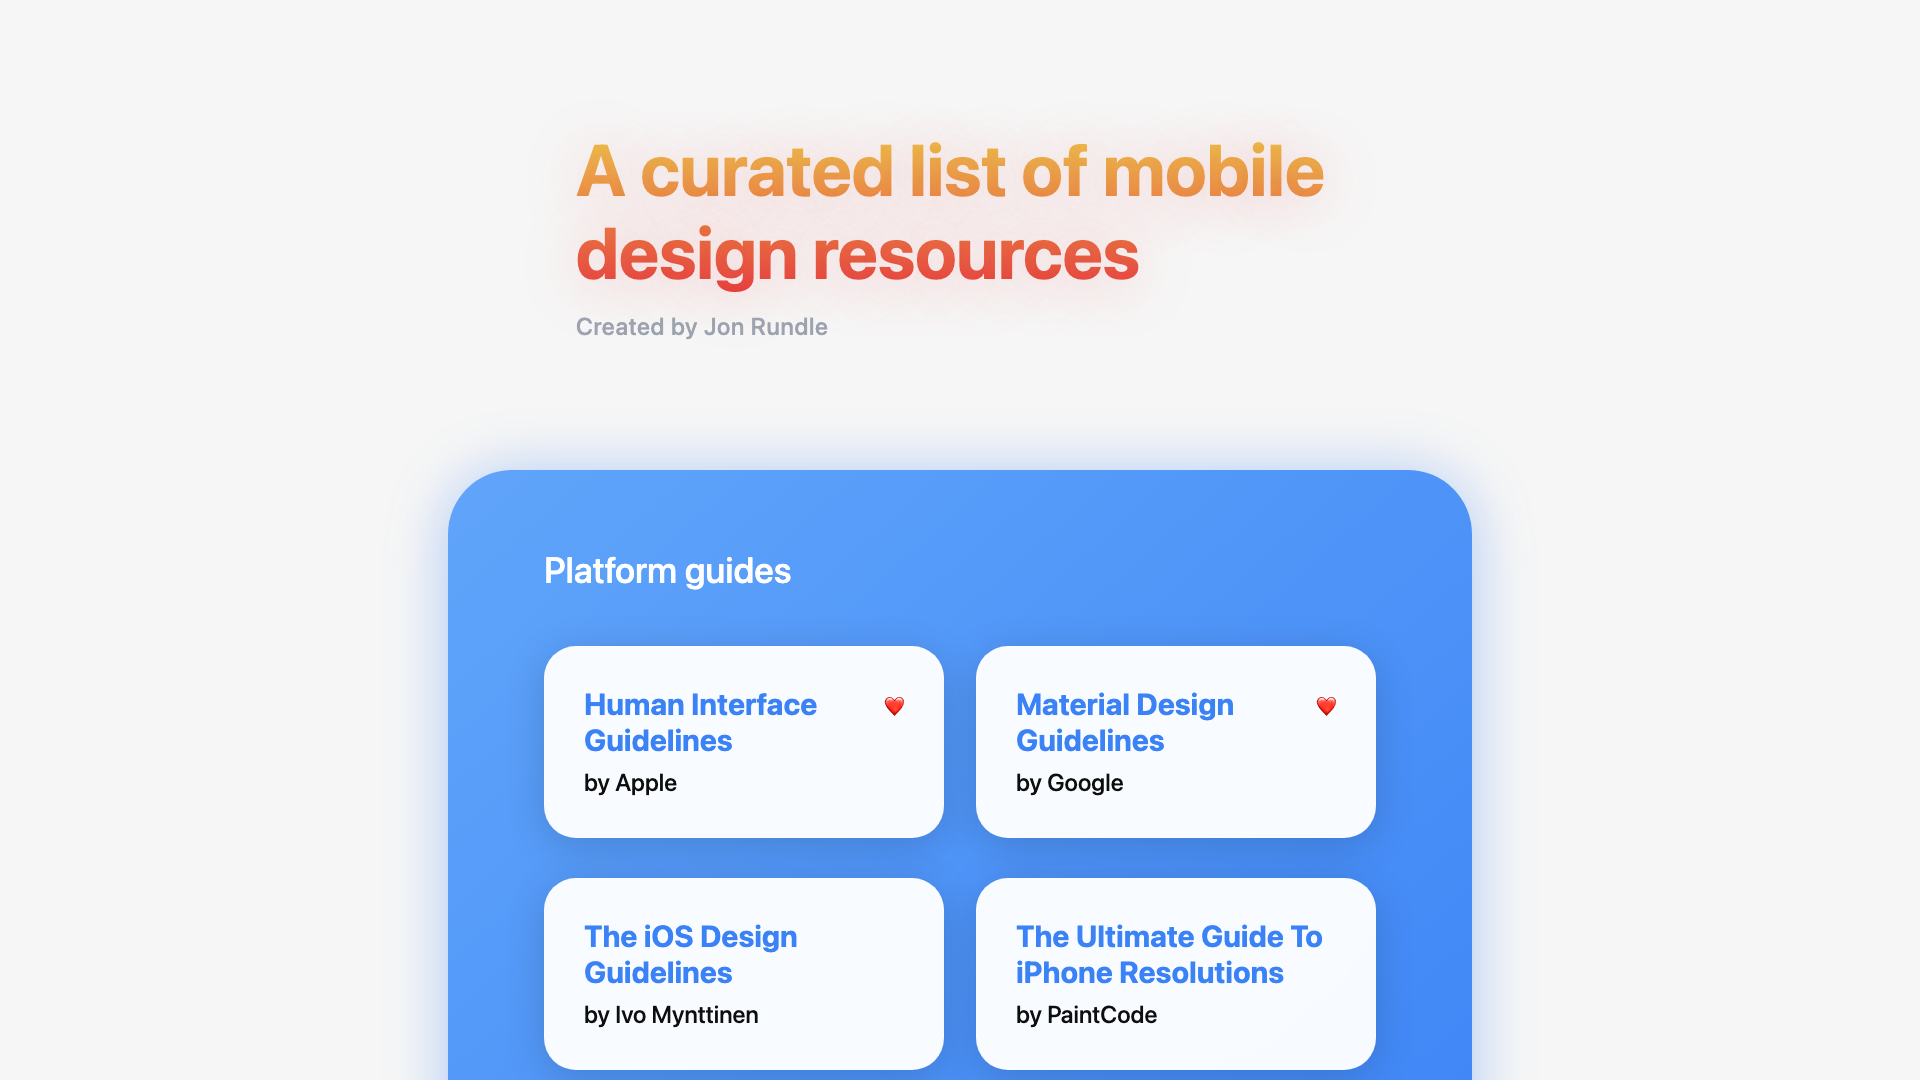 A curated list of mobile
design resources
Created by Jon Rundle
Platform guides
Human Interface
Guidelines
by Apple
Material Design
Guidelines
by Google
The iOS Design
Guidelines
by Ivo Mynttinen
The Ultimate Guide To
iPhone Resolutions
by PaintCode